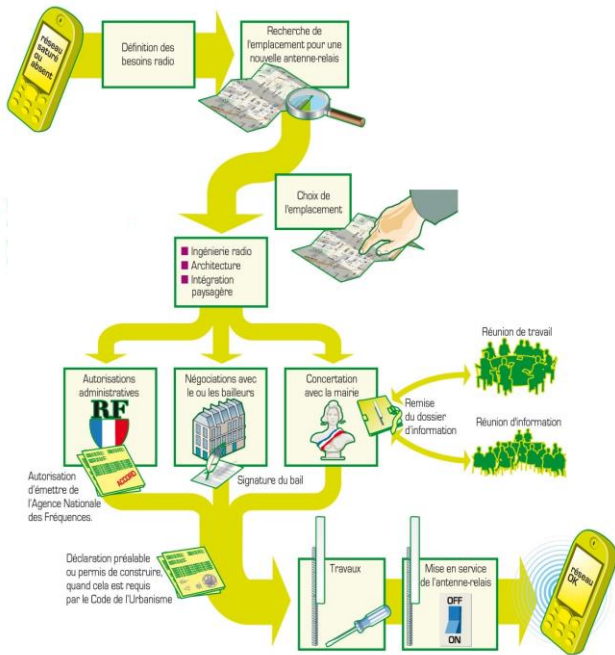 réseau
saturé
ou
absent
Définition des
besoins radio
Recherche de
l'emplacement pour une
nouvelle antenne-relais
Choix de
l'emplacement
Ingénierie radio
Architecture
Intégration
paysagère
Autorisations
administratives
RF
ACCORD
Autorisation
d'émettre de
l'Agence Nationale
des Fréquences.
Négociations avec
le ou les bailleurs
Signature du bail
Concertation
avec la mairie
Remise
du dossier
d'information
Réunion de travail
Réunion d'information
Déclaration préalable
ou permis de construire,
quand cela est requis
par le Code de l'Urbanisme
Travaux
Mise en service
de l'antenne-relais
OFF
ON
réseau
OK